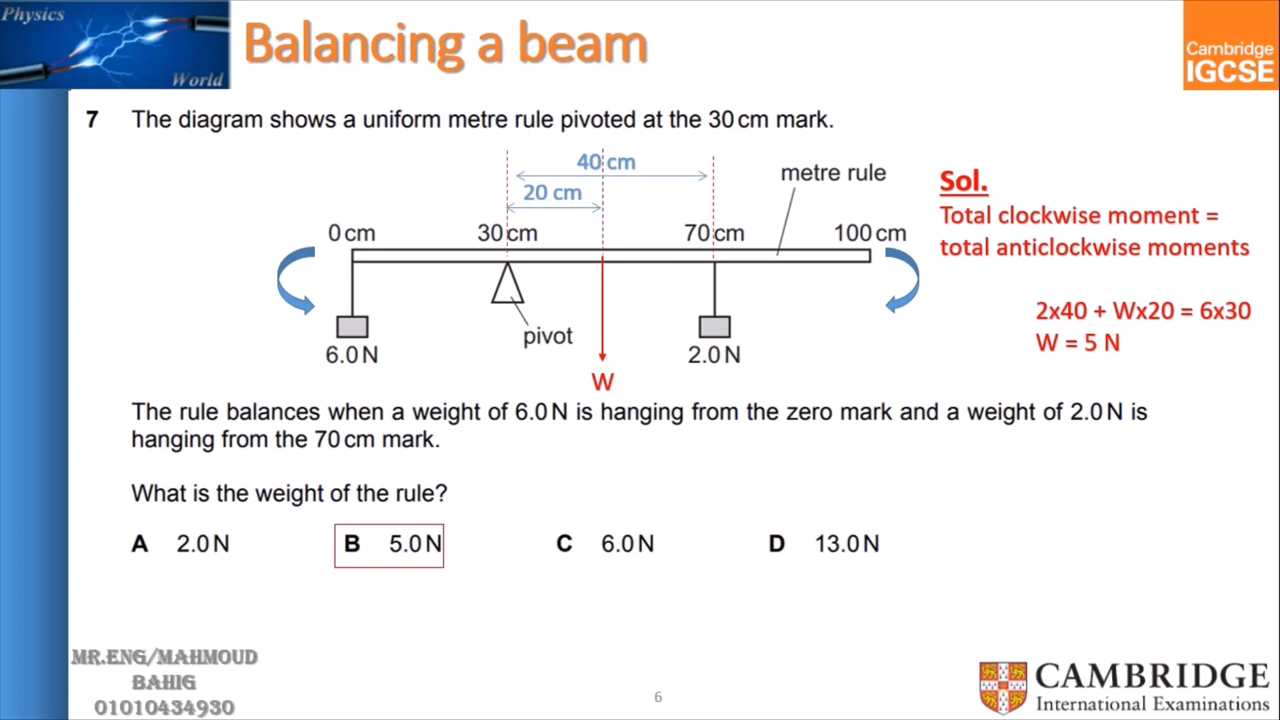 Physics
World
Balancing a beam
Cambridge
IGCSE
7 The diagram shows a uniform metre rule pivoted at the 30 cm mark.
40 cm
20 cm
metre rule
0 cm 30 cm 70 cm 100 cm
pivot
6.0 N 2.0 N
W
Sol.
Total clockwise moment =
total anticlockwise moments
2x40 + Wx20 = 6x30
W = 5 N
The rule balances when a weight of 6.0 N is hanging from the zero mark and a weight of 2.0 N is
hanging from the 70 cm mark.
What is the weight of the rule?
A 2.0 N B 5.0 N C 6.0 N D 13.0 N
MR.ENG/MAHMOUD
BAHIG
01010434930
6
CAMBRIDGE
International Examinations